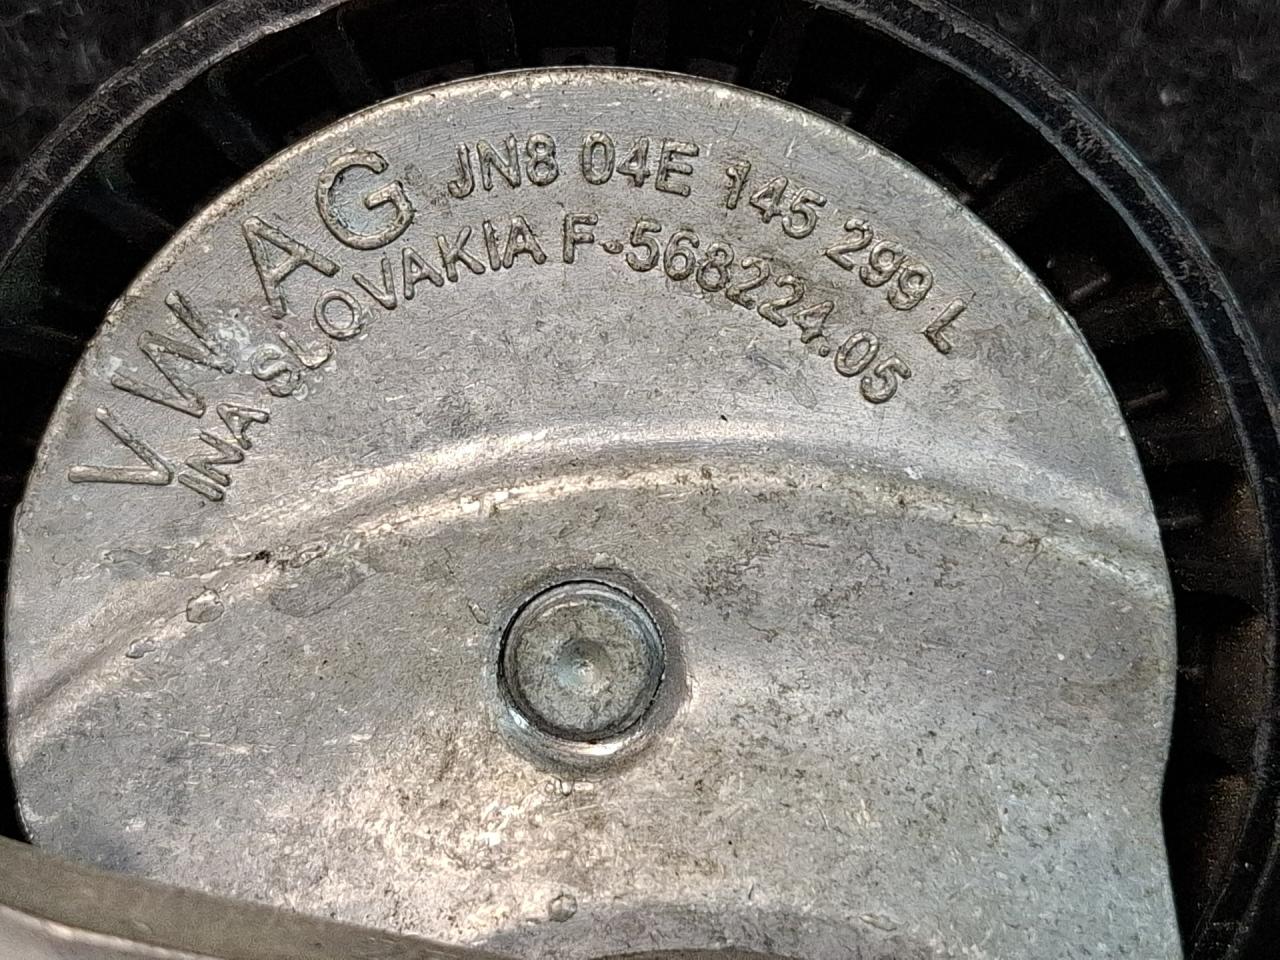 VW AG JN8 04E 145 299 L
INA SLOVAKIA F-568224.05